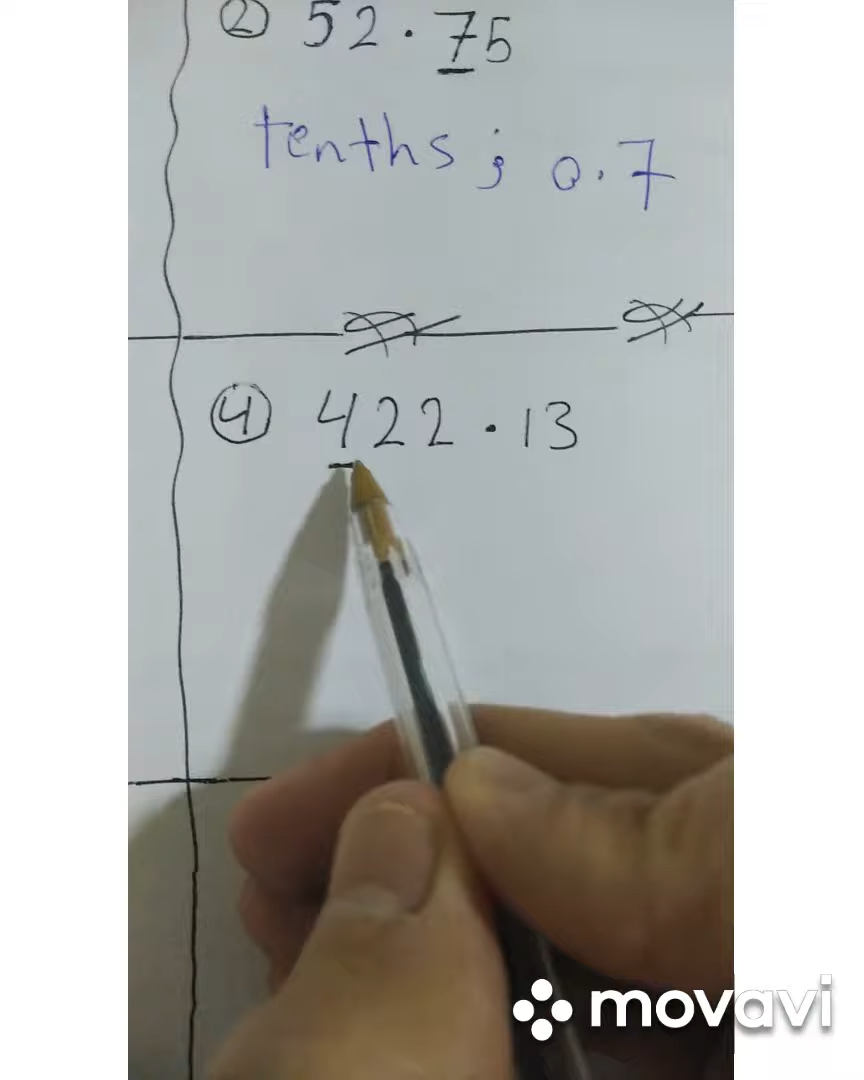 ② 52.75
tenths; 0.7
④ 422.13
movavi